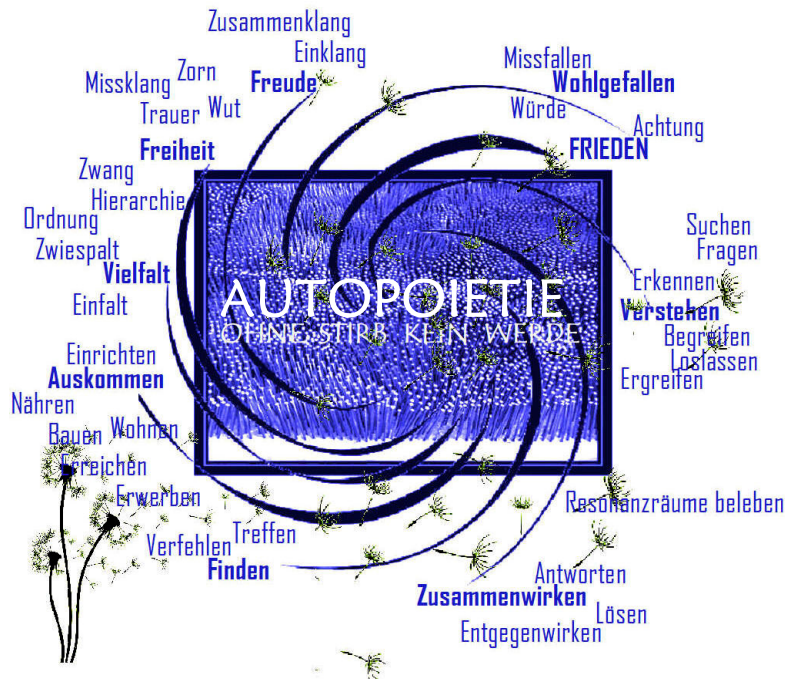 Zusammenklang
Einklang
Freude
Zorn
Missklang
Trauer Wut
Freiheit
Missfallen
Wohlgefallen
Würde
Achtung
FRIEDEN
Zwang
Hierarchie
Ordnung
Zwiespalt
Vielfalt
Einfalt
Suchen
Fragen
Erkennen
Verstehen
Begreifen
Loslassen
Ergreifen
AUTOPOIETIE
OHNE STIRB KEIN WERDE
Einrichten
Auskommen
Nähren
Bauen Wohnen
Erreichen
Erwerben
Verfehlen Treffen
Finden
Resonanzräume beleben
Antworten
Zusammenwirken
Lösen
Entgegenwirken